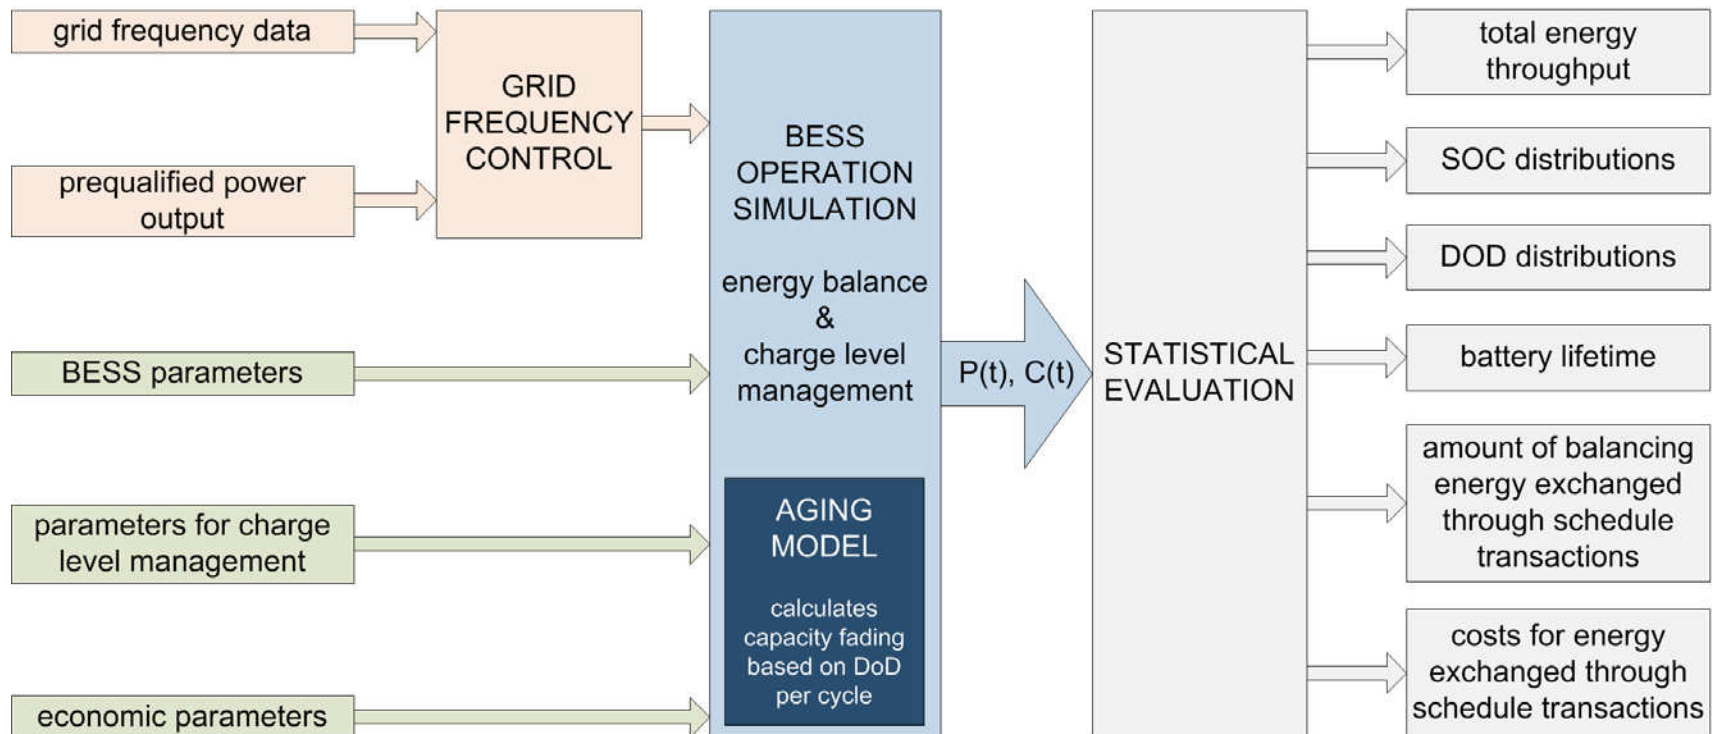 grid frequency data
prequalified power
output
BESS parameters
parameters for charge
level management
economic parameters
GRID
FREQUENCY
CONTROL
BESS
OPERATION
SIMULATION
energy balance
&
charge level
management
AGING
MODEL
calculates
capacity fading
based on DoD
per cycle
P(t), C(t)
STATISTICAL
EVALUATION
total energy
throughput
SOC distributions
DOD distributions
battery lifetime
amount of balancing
energy exchanged
through schedule
transactions
costs for energy
exchanged through
schedule transactions